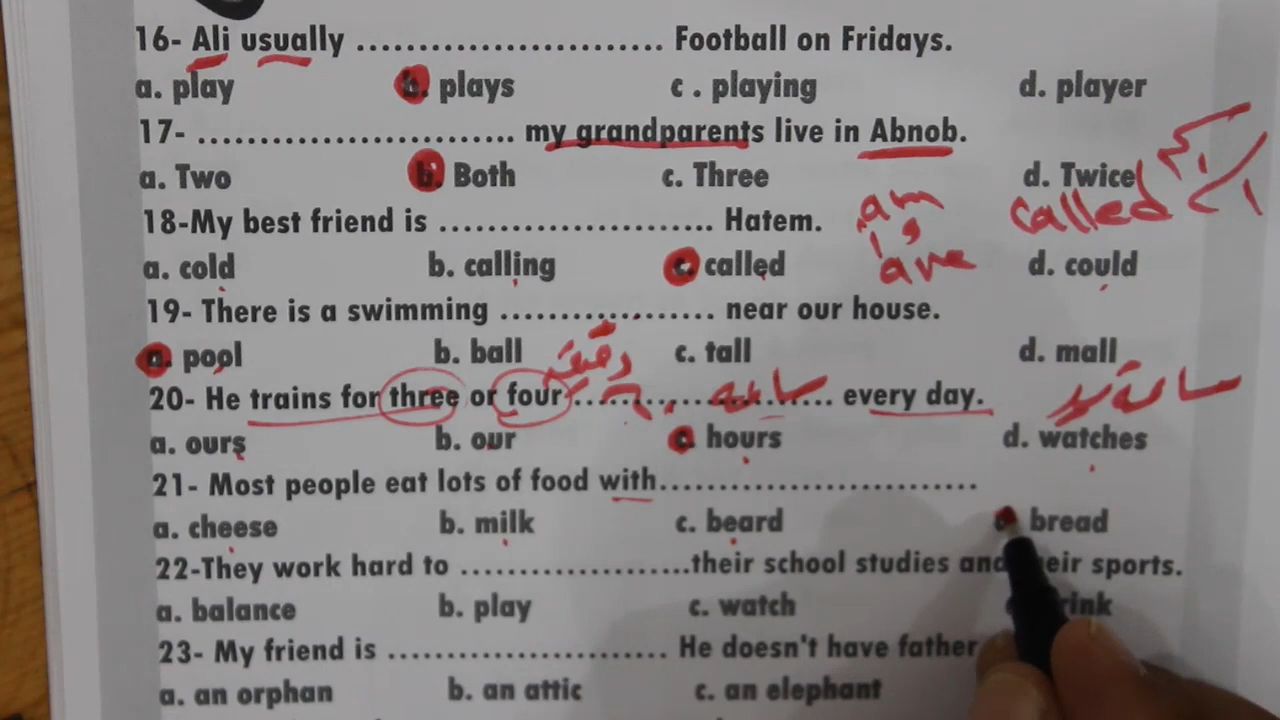 16- Ali usually ............................ Football on Fridays.
a. play b. plays c . playing d. player
17- ............................ my grandparents live in Abnob.
a. Two b. Both c. Three d. Twice
called
18-My best friend is ......................... Hatem.
am
,
are
a. cold b. calling c. called d. could
19- There is a swimming ................... near our house.
a. pool b. ball c. tall d. mall
دقيقة
20- He trains for three or four ....................... every day.
ساعة
a. ours b. our c. hours d. watches
21- Most people eat lots of food with.............................
a. cheese b. milk c. beard bread
22-They work hard to .....................their school studies and their sports.
a. balance b. play c. watch
23- My friend is ......................... He doesn't have father
a. an orphan b. an attic c. an elephant